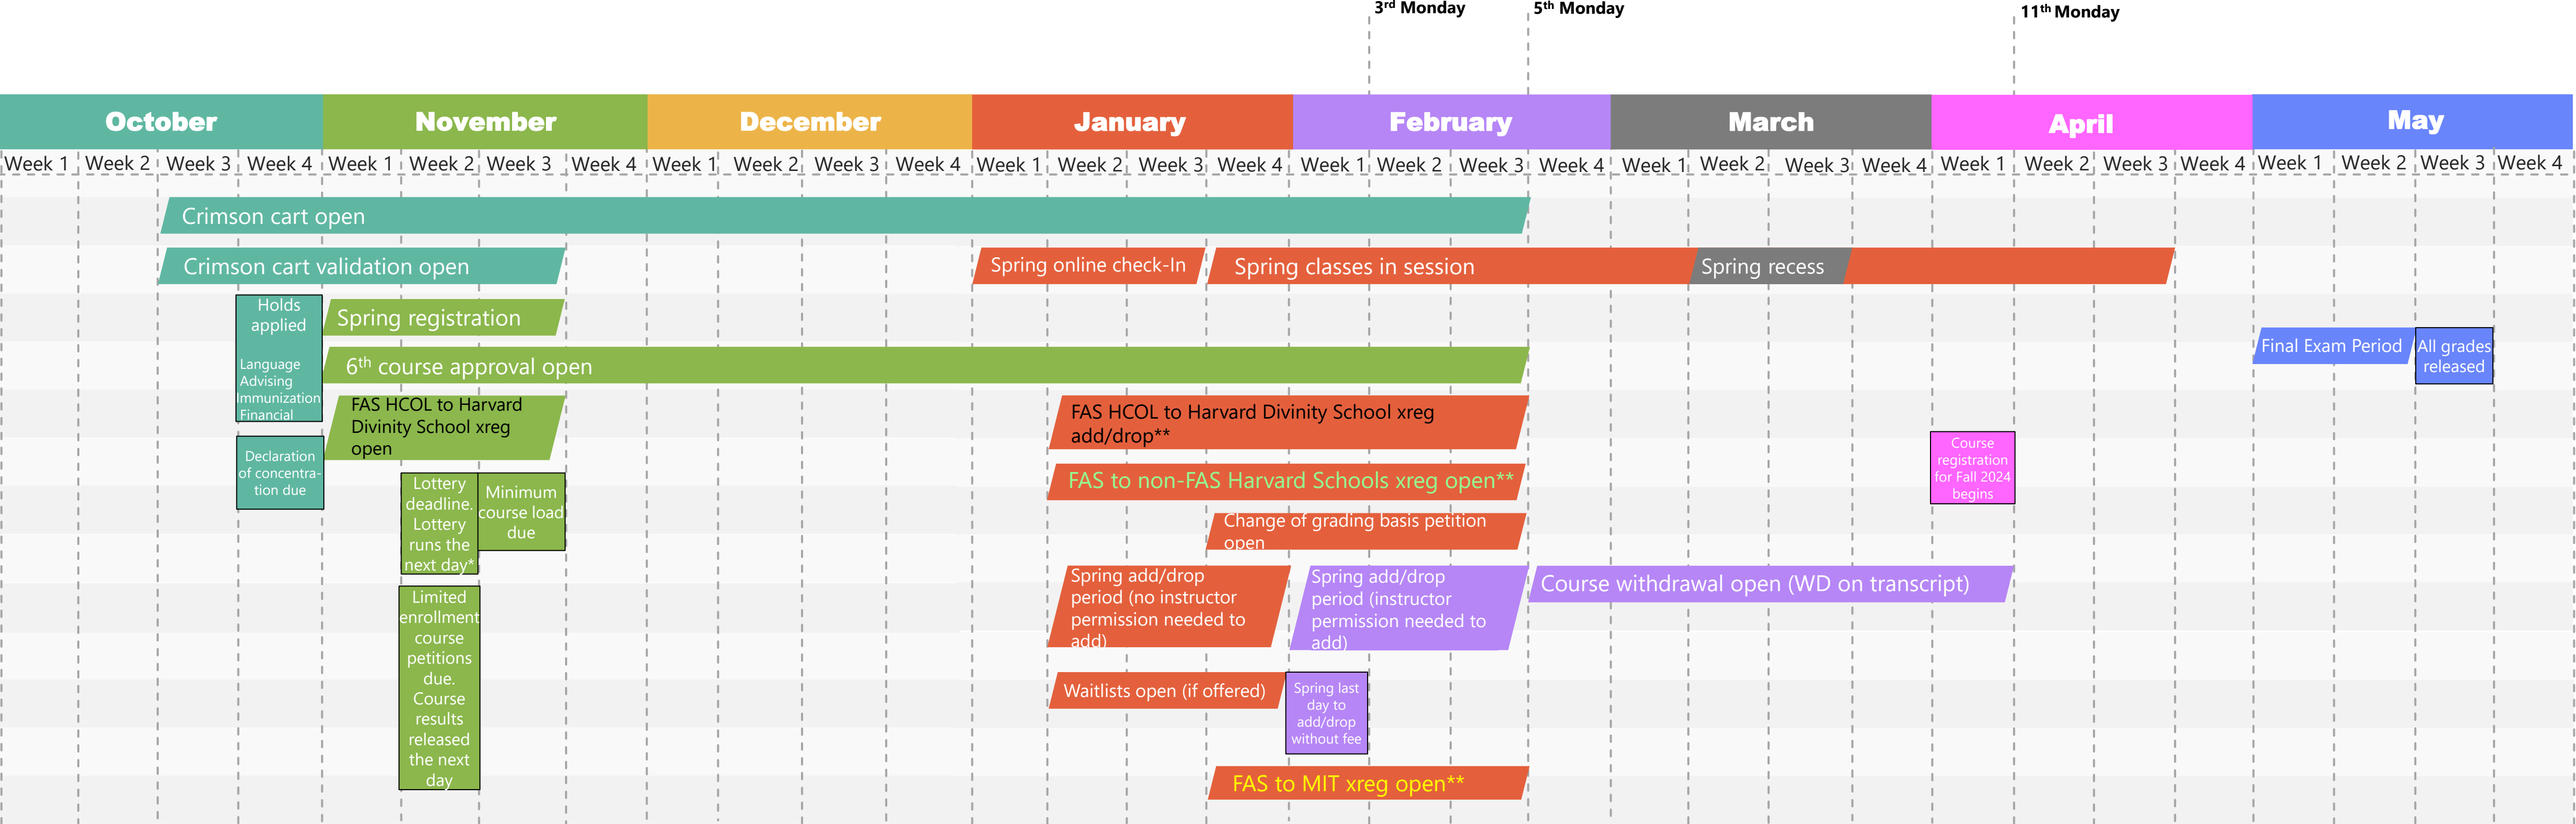 3rd Monday
5th Monday
11th Monday
October
November
December
January
February
March
April
May
Week 1
Week 2
Week 3
Week 4
Week 1
Week 2
Week 3
Week 4
Week 1
Week 2
Week 3
Week 4
Week 1
Week 2
Week 3
Week 4
Week 1
Week 2
Week 3
Week 4
Week 1
Week 2
Week 3
Week 4
Week 1
Week 2
Week 3
Week 4
Week 1
Week 2
Week 3
Week 4
Crimson cart open
Crimson cart validation open
Spring online check-In
Spring classes in session
Spring recess
Holds
applied
Language
Advising
Immunization
Financial
Spring registration
6th course approval open
Final Exam Period
All grades
released
FAS HCOL to Harvard
Divinity School xreg
open
FAS HCOL to Harvard Divinity School xreg
add/drop**
Declaration
of concentra-
tion due
Course
registration
for Fall 2024
begins
FAS to non-FAS Harvard Schools xreg open**
Lottery
deadline.
Lottery
runs the
next day*
Minimum
course load
due
Change of grading basis petition
open
Spring add/drop
period (no instructor
permission needed to
add)
Spring add/drop
period (instructor
permission needed to
add)
Course withdrawal open (WD on transcript)
Limited
enrollment
course
petitions
due.
Course
results
released
the next
day
Waitlists open (if offered)
Spring last
day to
add/drop
without fee
FAS to MIT xreg open**